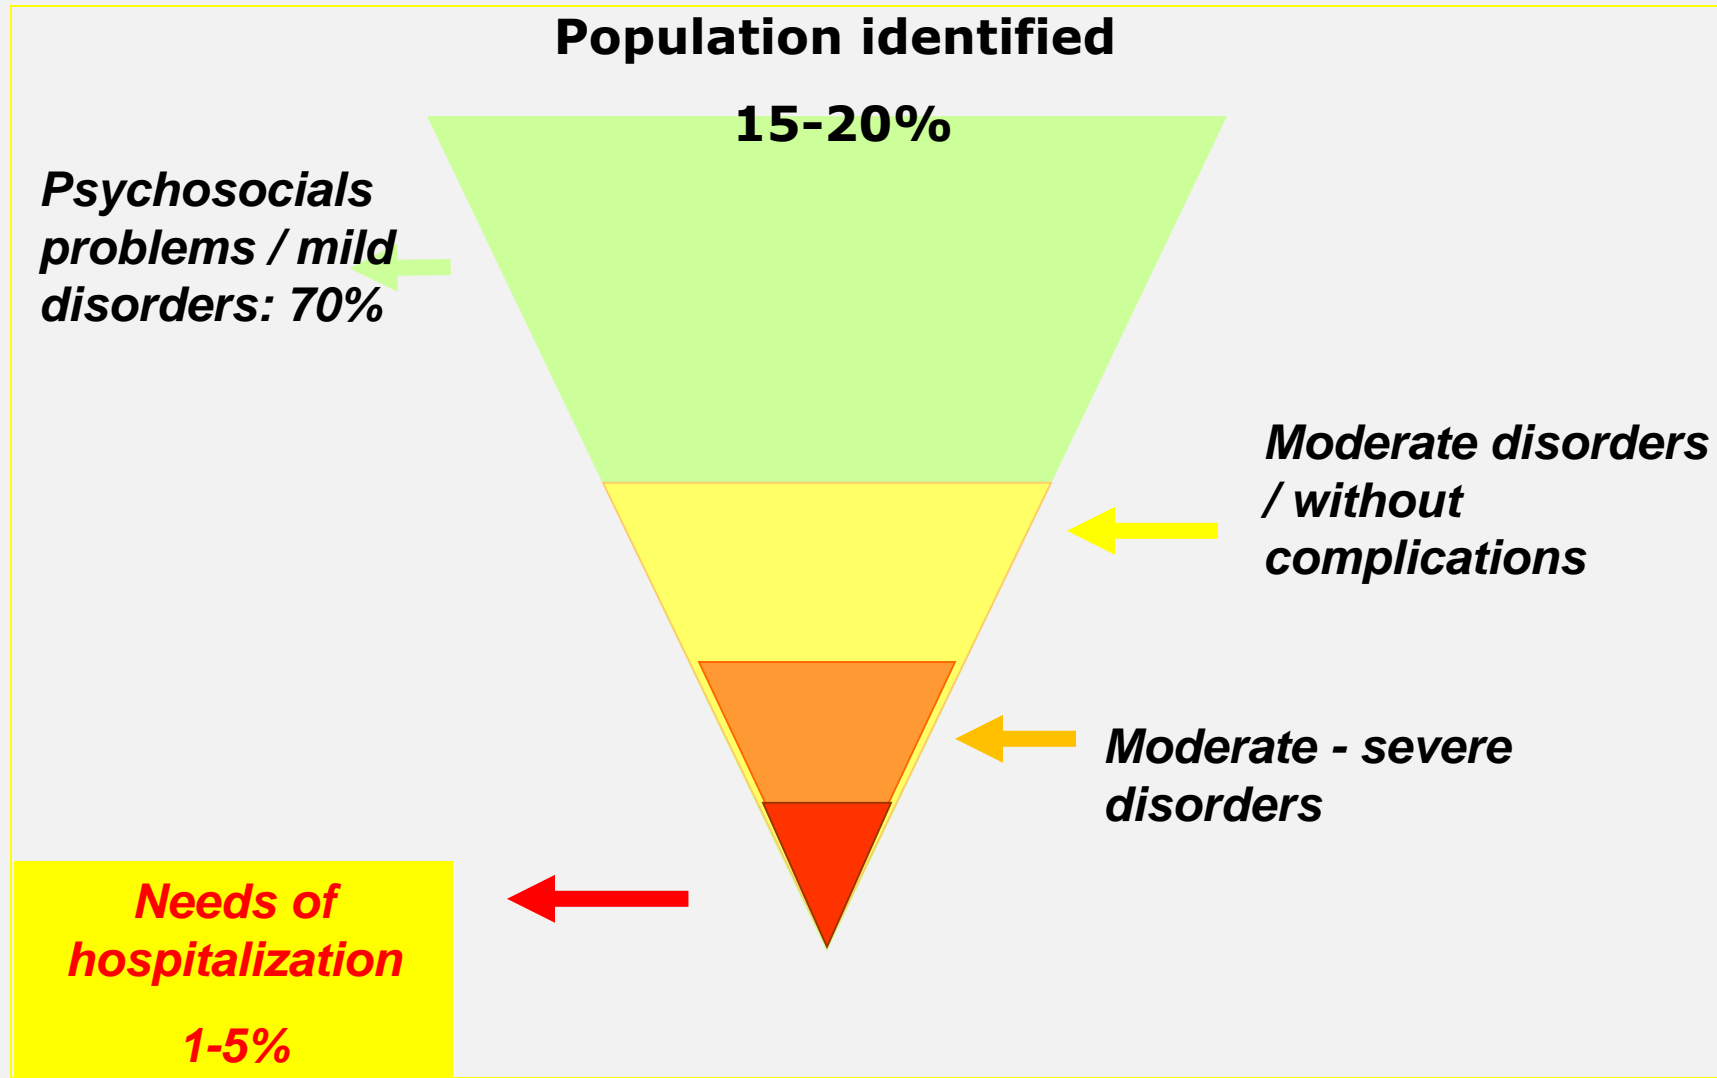 Population identified
15-20%
Psychosocials
problems / mild
disorders: 70%
Moderate disorders
/ without
complications
Moderate - severe
disorders
Needs of
hospitalization
1-5%